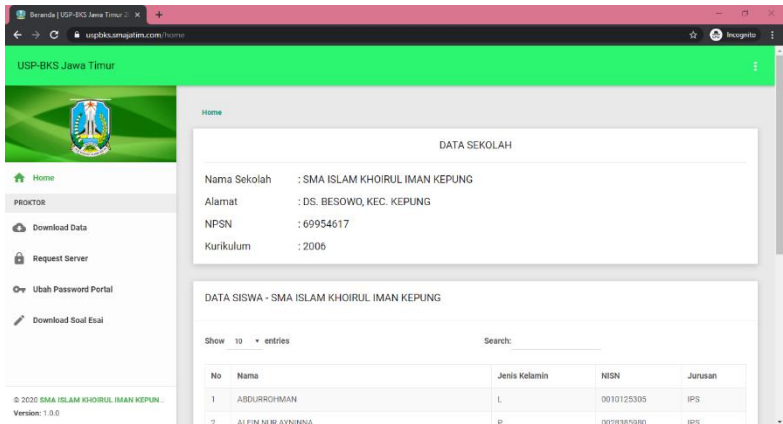 Beranda | USP-BKS Jawa Timur 2
uspbks.smajatim.com/home
Incognito
USP-BKS Jawa Timur
Home
PROKTOR
Download Data
Request Server
Ubah Password Portal
Download Soal Esai
© 2020 SMA ISLAM KHOIRUL IMAN KEPUN...
Version: 1.0.0
Home
DATA SEKOLAH
Nama Sekolah : SMA ISLAM KHOIRUL IMAN KEPUNG
Alamat : DS. BESOWO, KEC. KEPUNG
NPSN : 69954617
Kurikulum : 2006
DATA SISWA - SMA ISLAM KHOIRUL IMAN KEPUNG
Show 10 entries Search:
No Nama Jenis Kelamin NISN Jurusan
1 ABDURROHMAN L 0010125305 IPS
2 ALFIN NUR AYNINNA P 0028385980 IPS